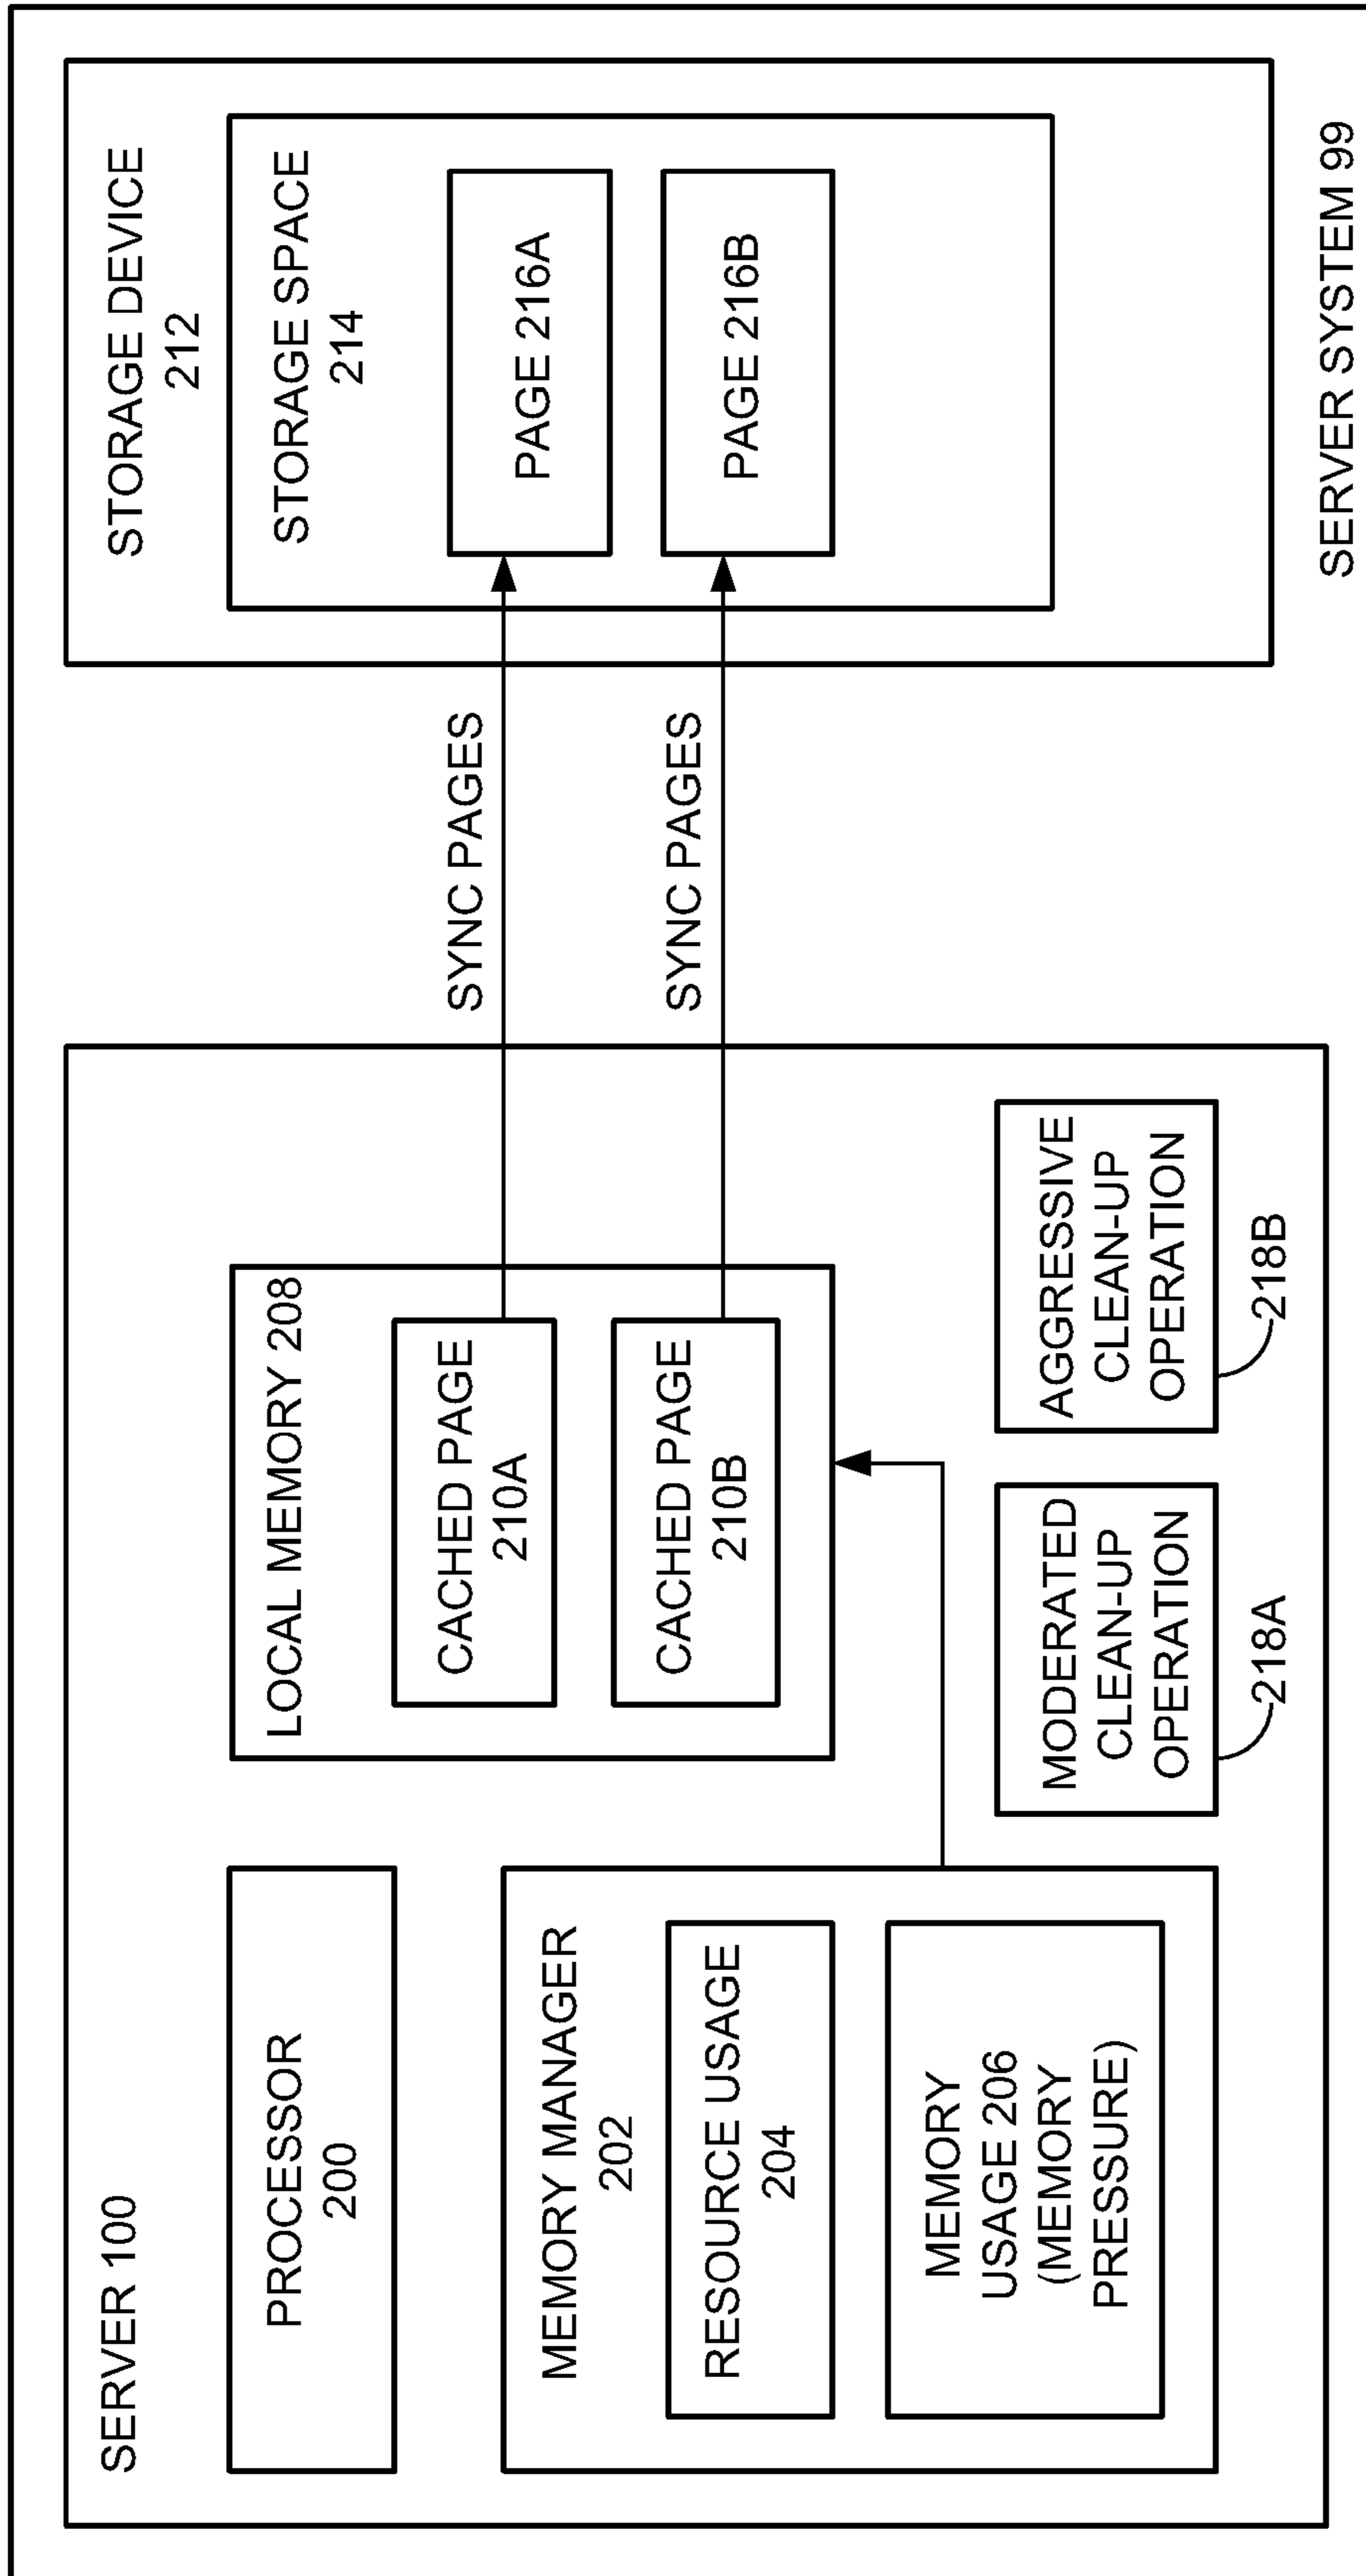 SERVER 100
PROCESSOR
200
MEMORY MANAGER
202
RESOURCE USAGE
204
MEMORY
USAGE 206
(MEMORY
PRESSURE)
LOCAL MEMORY 208
CACHED PAGE
210A
CACHED PAGE
210B
MODERATED
CLEAN-UP
OPERATION
218A
AGGRESSIVE
CLEAN-UP
OPERATION
218B
SYNC PAGES
SYNC PAGES
STORAGE DEVICE
212
STORAGE SPACE
214
PAGE 216A
PAGE 216B
SERVER SYSTEM 99